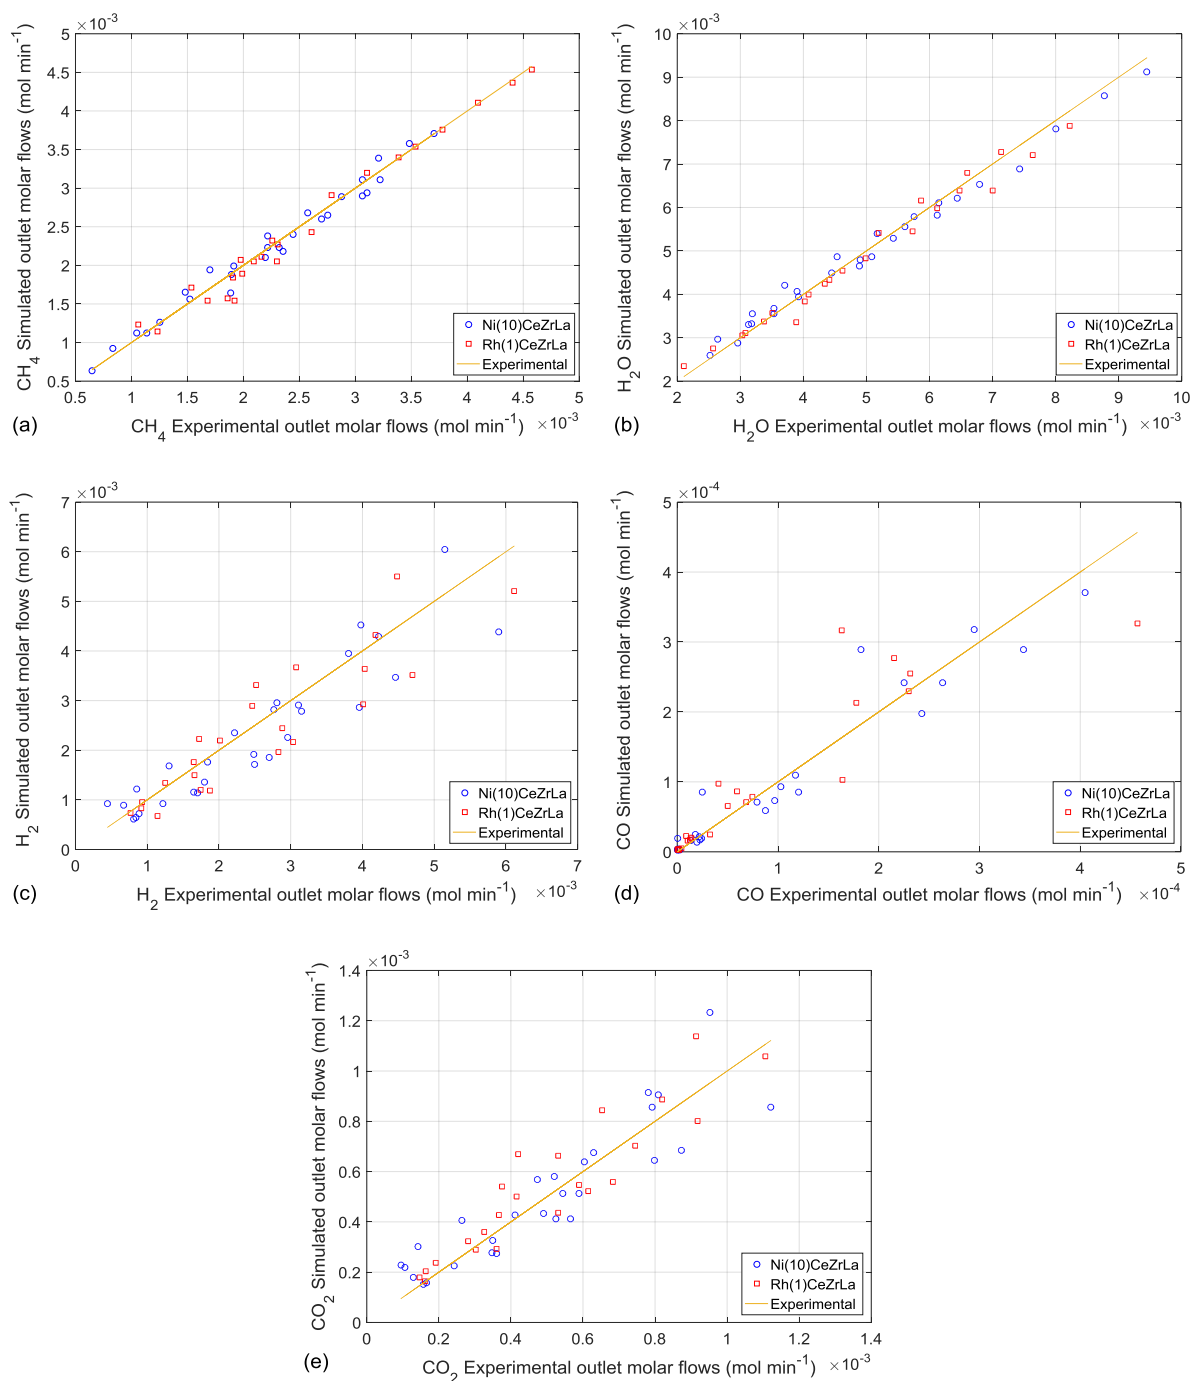 ×10⁻³
5
4.5
4
3.5
3
2.5
2
1.5
1
0.5
CH₄ Simulated outlet molar flows (mol min⁻¹)
Ni(10)CeZrLa
Rh(1)CeZrLa
Experimental
0.5 1 1.5 2 2.5 3 3.5 4 4.5 5
(a)
CH₄ Experimental outlet molar flows (mol min⁻¹) ×10⁻³
×10⁻³
10
9
8
7
6
5
4
3
2
H₂O Simulated outlet molar flows (mol min⁻¹)
Ni(10)CeZrLa
Rh(1)CeZrLa
Experimental
2 3 4 5 6 7 8 9 10
(b)
H₂O Experimental outlet molar flows (mol min⁻¹) ×10⁻³
×10⁻³
7
6
5
4
3
2
1
0
H₂ Simulated outlet molar flows (mol min⁻¹)
Ni(10)CeZrLa
Rh(1)CeZrLa
Experimental
0 1 2 3 4 5 6 7
(c)
H₂ Experimental outlet molar flows (mol min⁻¹) ×10⁻³
×10⁻⁴
5
4
3
2
1
0
CO Simulated outlet molar flows (mol min⁻¹)
Ni(10)CeZrLa
Rh(1)CeZrLa
Experimental
0 1 2 3 4 5
(d)
CO Experimental outlet molar flows (mol min⁻¹) ×10⁻⁴
×10⁻³
1.4
1.2
1
0.8
0.6
0.4
0.2
0
CO₂ Simulated outlet molar flows (mol min⁻¹)
Ni(10)CeZrLa
Rh(1)CeZrLa
Experimental
0 0.2 0.4 0.6 0.8 1 1.2 1.4
(e)
CO₂ Experimental outlet molar flows (mol min⁻¹) ×10⁻³